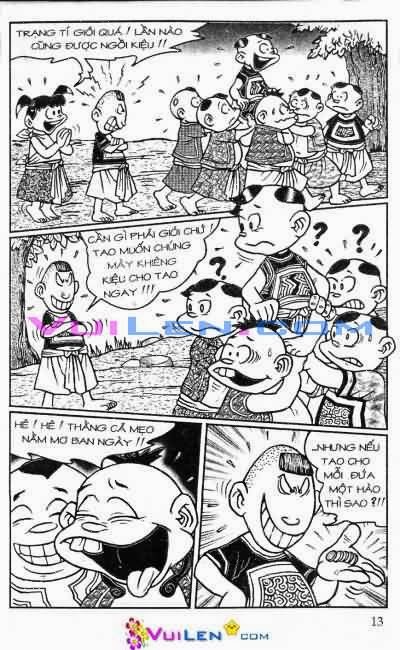 TRẠNG TÍ GIỎI QUÁ! LẦN NÀO
CŨNG ĐƯỢC NGỒI KIỆU!!
CẦN GÌ PHẢI GIỎI CHỨ!
TAO MUỐN CHÚNG
MÀY KHIÊNG
KIỆU CHO TAO
NGAY!!!
?
?
?
?
VUILEN.COM
HÊ! HÊ! THẰNG CẢ MẸO
NẰM MƠ BAN NGÀY!!
...NHƯNG NẾU
TAO CHO
MỖI ĐỨA
MỘT HÀO
THÌ SAO?!!
13
VUILEN.COM